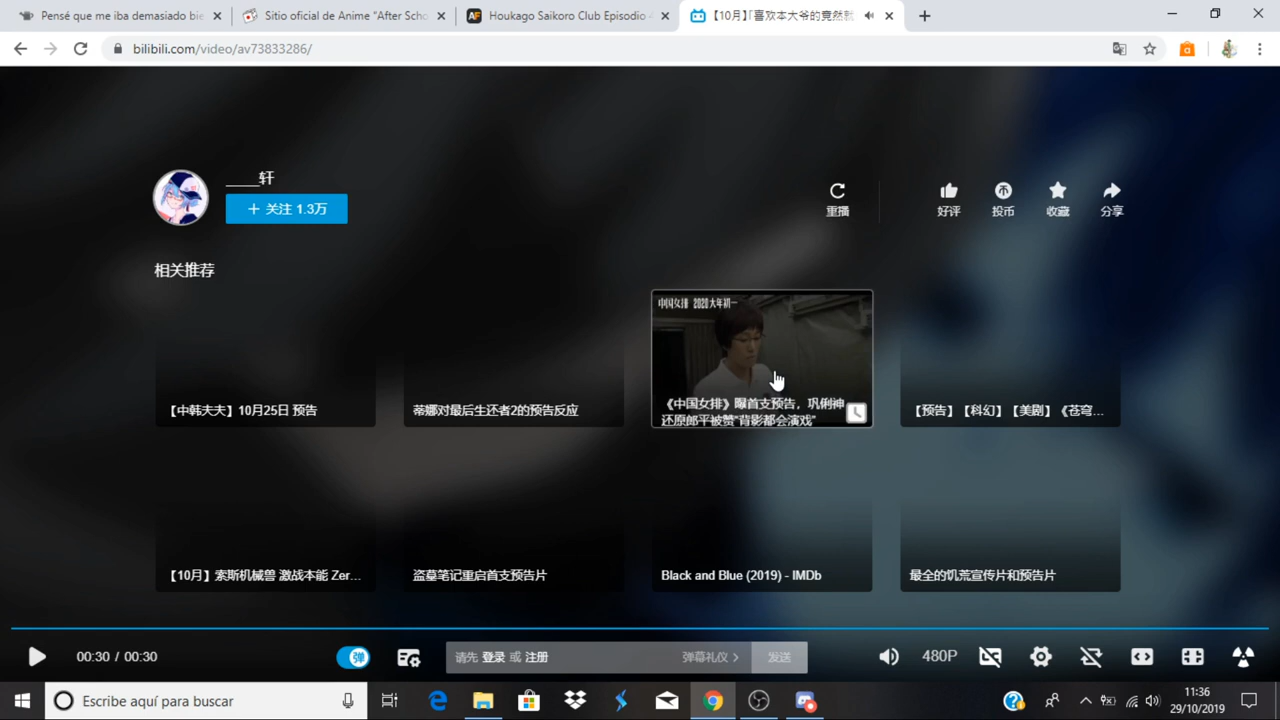 Pensé que me iba demasiado bie
Sitio oficial de Anime "After Scho
Houkago Saikoro Club Episodio 4
【10月】「喜欢本大爷的竟然就
bilibili.com/video/av73833286/
____轩
+ 关注 1.3万
重播
好评
投币
收藏
分享
相关推荐
中国女排 2020大年初一
【中韩夫夫】10月25日 预告
蒂娜对最后生还者2的预告反应
《中国女排》曝首支预告，巩俐神
还原郎平被赞"背影都会演戏"
【预告】【科幻】【美剧】《苍穹...
【10月】索斯机械兽 激战本能 Zer...
盗墓笔记重启首支预告片
Black and Blue (2019) - IMDb
最全的饥荒宣传片和预告片
00:30 / 00:30
弹
请先 登录 或 注册
弹幕礼仪 >
发送
480P
Escribe aquí para buscar
11:36
29/10/2019